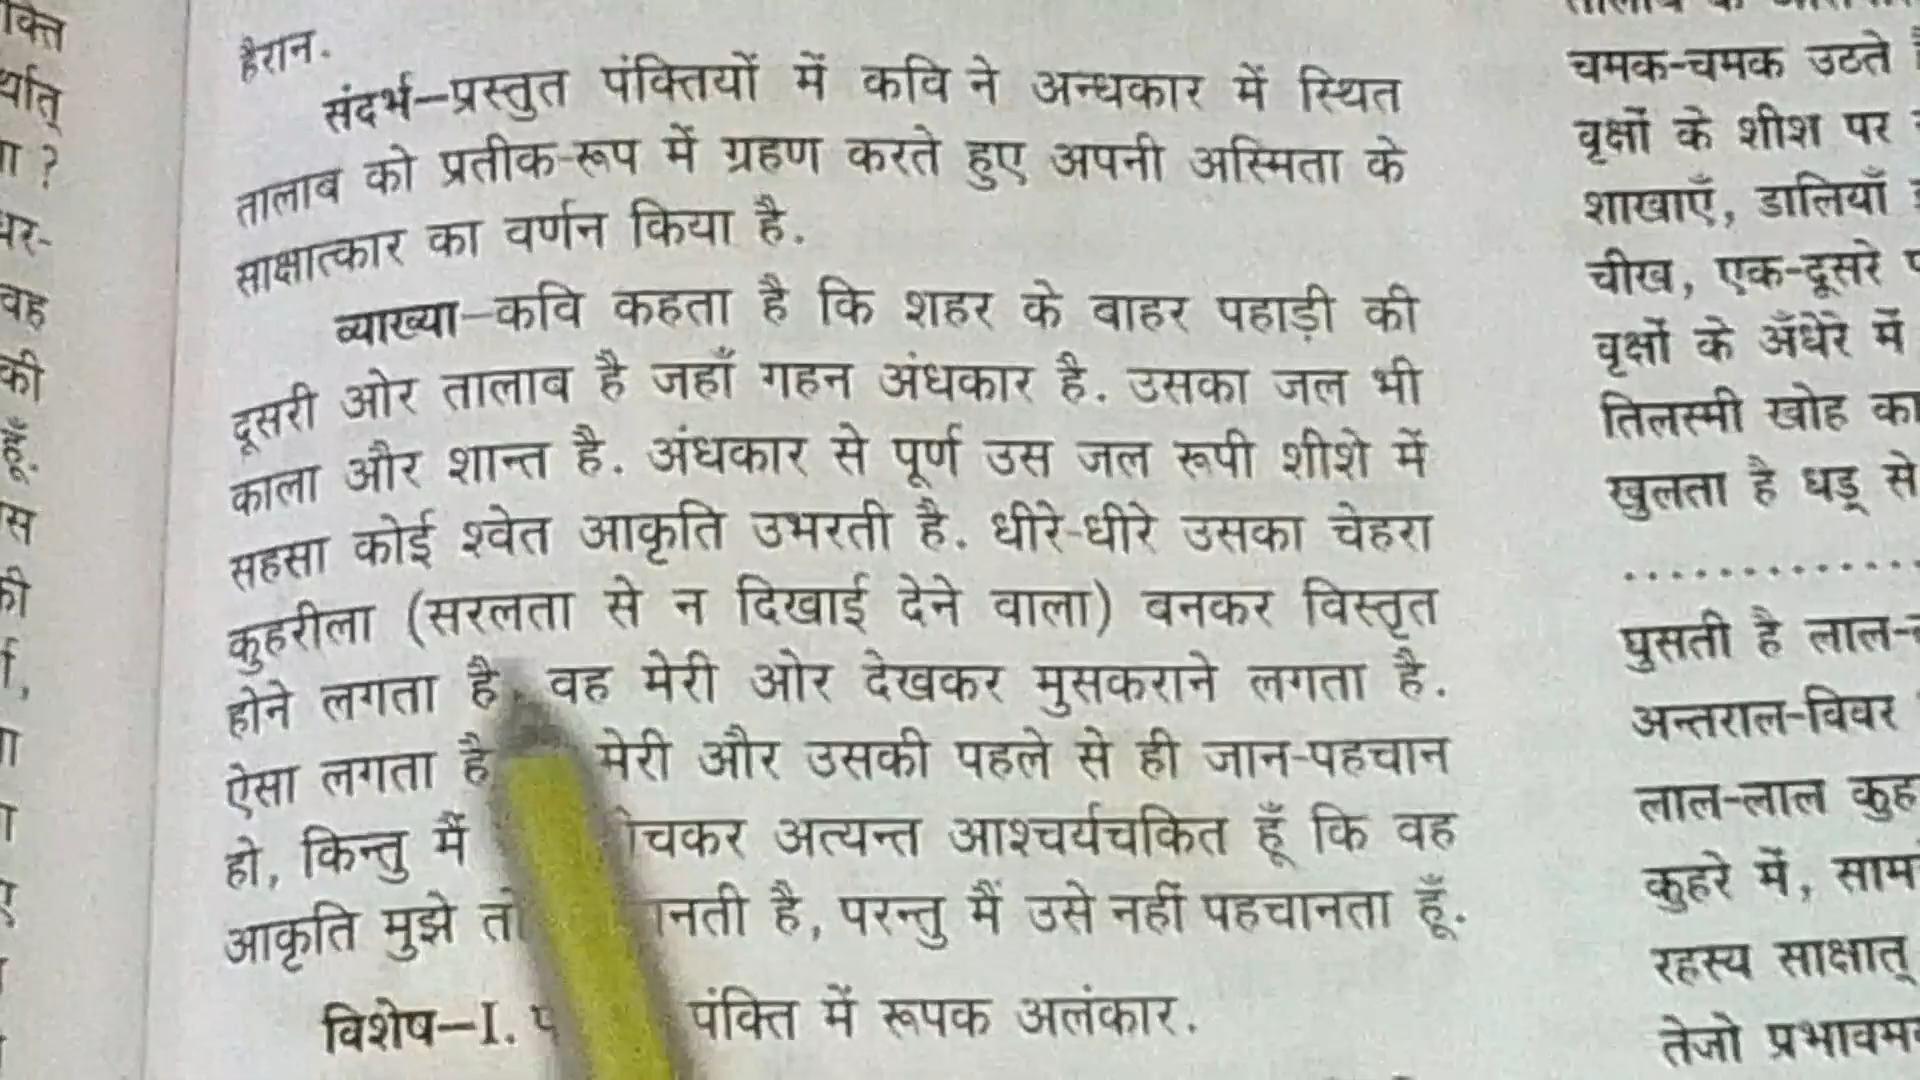 हैरान.
संदर्भ–प्रस्तुत पंक्तियों में कवि ने अन्धकार में स्थित
तालाब को प्रतीक-रूप में ग्रहण करते हुए अपनी अस्मिता के
साक्षात्कार का वर्णन किया है.
व्याख्या–कवि कहता है कि शहर के बाहर पहाड़ी की
दूसरी ओर तालाब है जहाँ गहन अंधकार है. उसका जल भी
काला और शान्त है. अंधकार से पूर्ण उस जल रूपी शीशे में
सहसा कोई श्वेत आकृति उभरती है. धीरे-धीरे उसका चेहरा
कुहरीला (सरलता से न दिखाई देने वाला) बनकर विस्तृत
होने लगता है. वह मेरी ओर देखकर मुसकराने लगता है.
ऐसा लगता है मेरी और उसकी पहले से ही जान-पहचान
हो, किन्तु मैं अत्यन्त आश्चर्यचकित हूँ कि वह
आकृति मुझे है, परन्तु मैं उसे नहीं पहचानता हूँ.
विशेष–I. पंक्ति में रूपक अलंकार.
चमक-चमक उठते
वृक्षों के शीश पर
शाखाएँ, डालियाँ
चीख, एक-दूसरे
वृक्षों के अँधेरे में
तिलस्मी खोह का
खुलता है धड़् से
..............
घुसती है लाल-
अन्तराल-विवर
लाल-लाल
कुहरे में,
रहस्य साक्षात्
तेजो